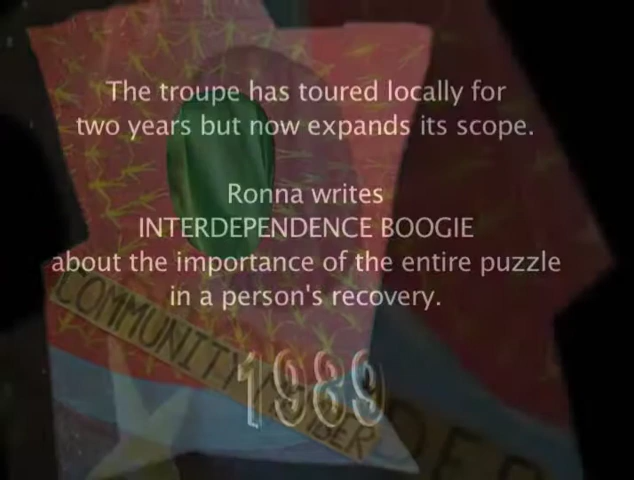 The troupe has toured locally for
two years but now expands its scope.
Ronna writes
INTERDEPENDENCE BOOGIE
about the importance of the entire puzzle
in a person's recovery.
COMMUNITY
1989